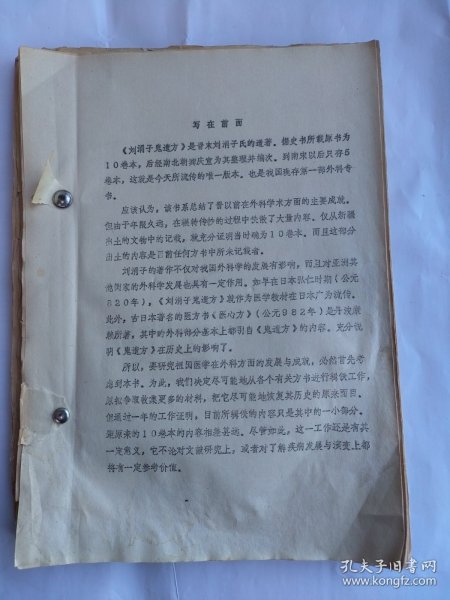 写在前面
《刘涓子鬼遗方》是晋末刘涓子氏的遗著。据史书所载原书为
10卷本，后经南北朝龚庆宣为其整理并编次。到南宋以后只存5
卷本，这就是今天所流传的唯一版本。也是我国现存第一部外科专
书。
应该认为，该书系总结了晋以前在外科学术方面的主要成就。
但由于年限久远，在辗转传抄的过程中佚散了大量内容。仅从新疆
出土的文物中的记载，就充分证明当时确为10卷本。而且这部分
出土的内容是目前任何方书中所未记载者。
刘涓子的著作不仅对我国外科学的发展有影响，而且对亚洲其
他国家的外科学发展也具有一定作用。如早在日本弘仁时期（公元
820年），《刘涓子鬼遗方》就作为医学教材在日本广为流传。
此外，古日本著名的医方书《医心方》（公元982年）是丹波康
赖所著，其中的外科部分基本上都引自《鬼遗方》的内容。充分说
明《鬼遗方》在历史上的影响了。
所以，要研究祖国医学在外科方面的发展与成就，必然首先考
虑到本书。为此，我们决定尽可能地从各个有关方书进行辑佚工作，
以拟争取收集更多的材料，把它尽可能地恢复其历史的原来面目。
但通过一年的工作证明，目前所辑佚的内容只是其中的一小部分。
距原来的10卷本的内容相差甚远。尽管如此，这一工作还是有其
一定意义，它不论对文献研究上，或者对了解疾病发展与演变上都
将有一定参考价值。
孔夫子旧书网
www.kongfz.com